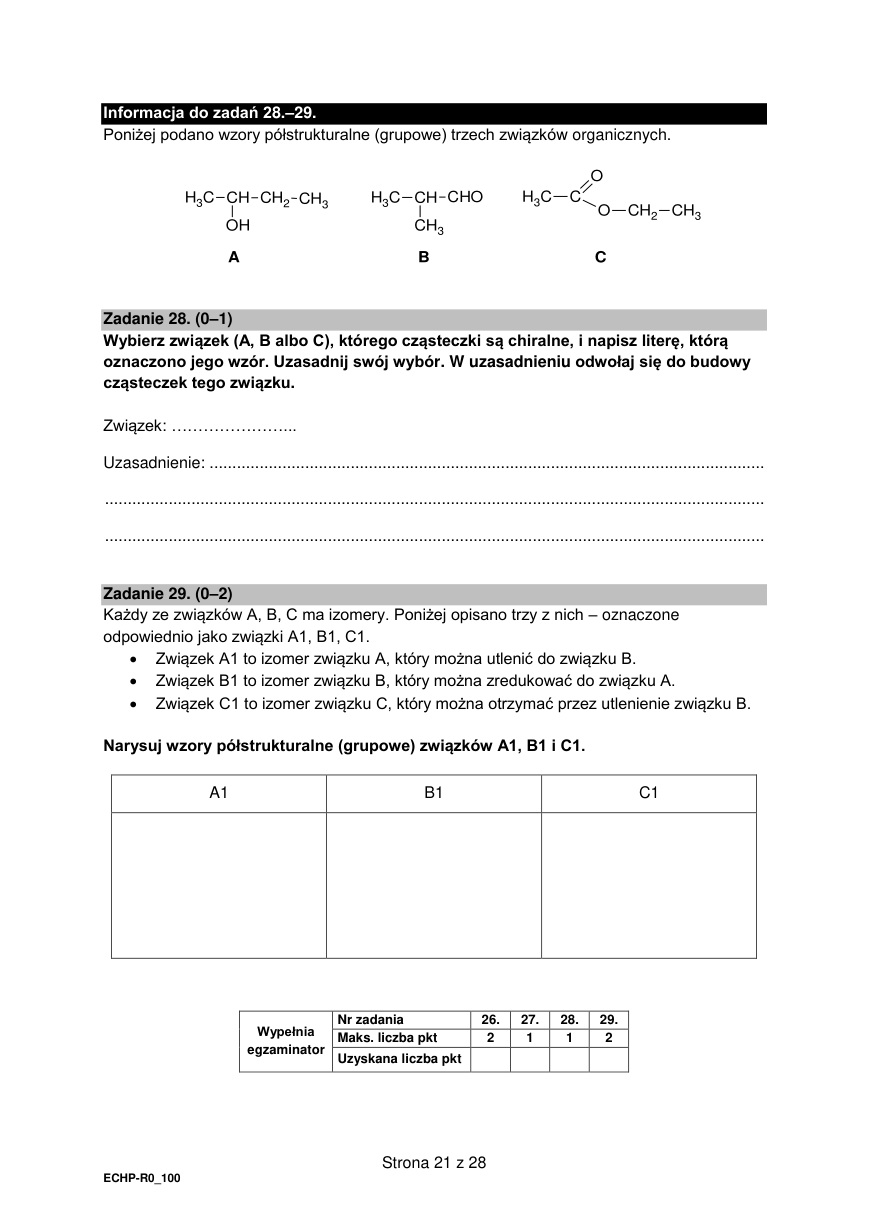 Informacja do zadań 28.–29.
Poniżej podano wzory półstrukturalne (grupowe) trzech związków organicznych.
H3C–CH–CH2–CH3
OH
A
H3C–CH–CHO
CH3
B
O
H3C–C
O–CH2–CH3
C
Zadanie 28. (0–1)
Wybierz związek (A, B albo C), którego cząsteczki są chiralne, i napisz literę, którą
oznaczono jego wzór. Uzasadnij swój wybór. W uzasadnieniu odwołaj się do budowy
cząsteczek tego związku.
Związek: …………………...
Uzasadnienie: ..........................................................................................................................
.................................................................................................................................................
.................................................................................................................................................
Zadanie 29. (0–2)
Każdy ze związków A, B, C ma izomery. Poniżej opisano trzy z nich – oznaczone
odpowiednio jako związki A1, B1, C1.
• Związek A1 to izomer związku A, który można utlenić do związku B.
• Związek B1 to izomer związku B, który można zredukować do związku A.
• Związek C1 to izomer związku C, który można otrzymać przez utlenienie związku B.
Narysuj wzory półstrukturalne (grupowe) związków A1, B1 i C1.
A1 B1 C1
Wypełnia
egzaminator
Nr zadania 26. 27. 28. 29.
Maks. liczba pkt 2 1 1 2
Uzyskana liczba pkt
Strona 21 z 28
ECHP-R0_100